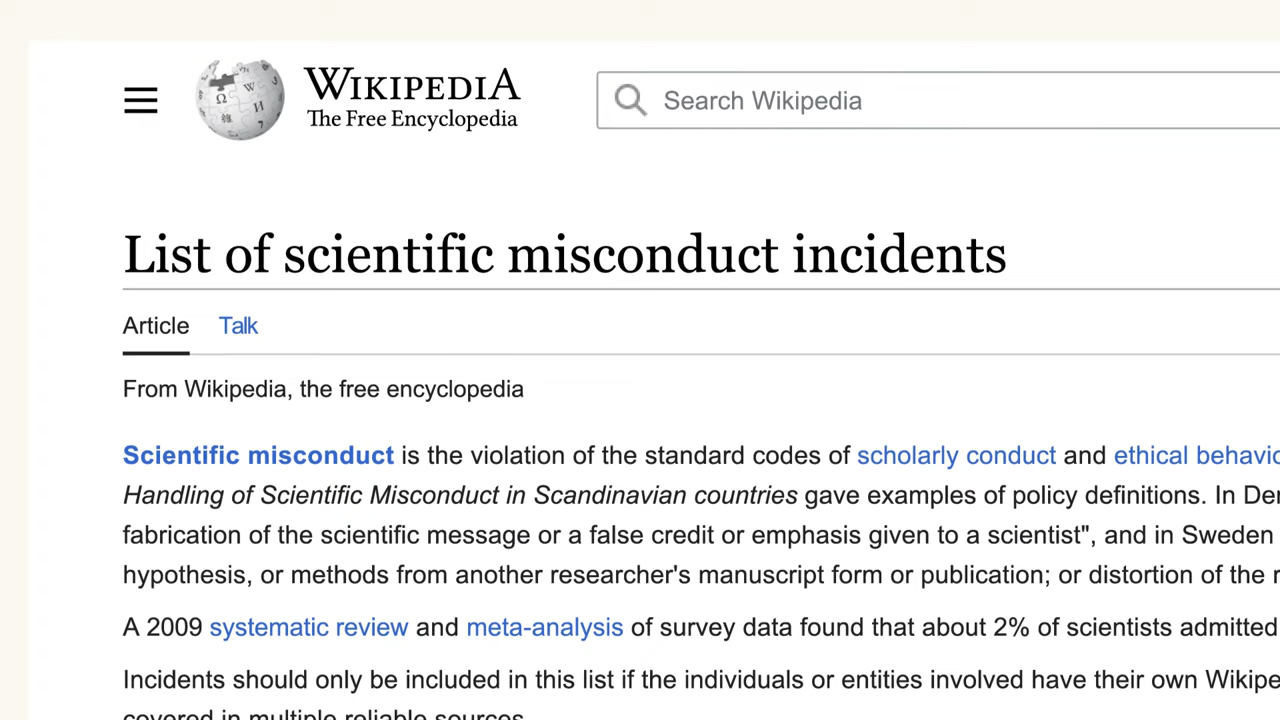 WIKIPEDIA
The Free Encyclopedia
Search Wikipedia
List of scientific misconduct incidents
Article Talk
From Wikipedia, the free encyclopedia
Scientific misconduct is the violation of the standard codes of scholarly conduct and ethical
Handling of Scientific Misconduct in Scandinavian countries gave examples of policy definitions. In
fabrication of the scientific message or a false credit or emphasis given to a scientist", and in Sweden
hypothesis, or methods from another researcher's manuscript form or publication; or distortion of the
A 2009 systematic review and meta-analysis of survey data found that about 2% of scientists admitted
Incidents should only be included in this list if the individuals or entities involved have their own
covered in multiple reliable sources.